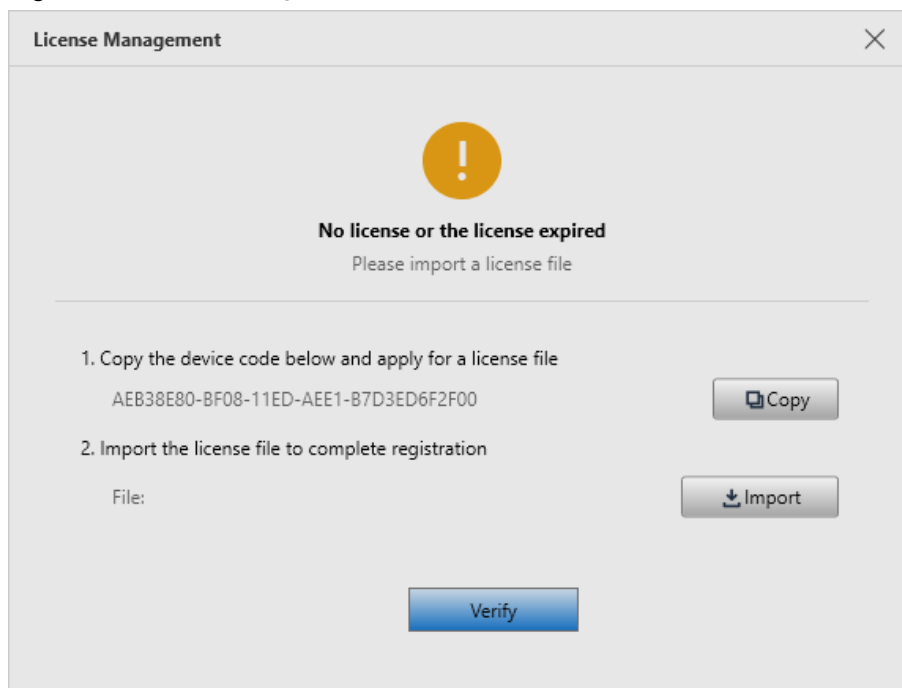 License Management
No license or the license expired
Please import a license file
1. Copy the device code below and apply for a license file
AEB38E80-BF08-11ED-AEE1-B7D3ED6F2F00
Copy
2. Import the license file to complete registration
File:
Import
Verify